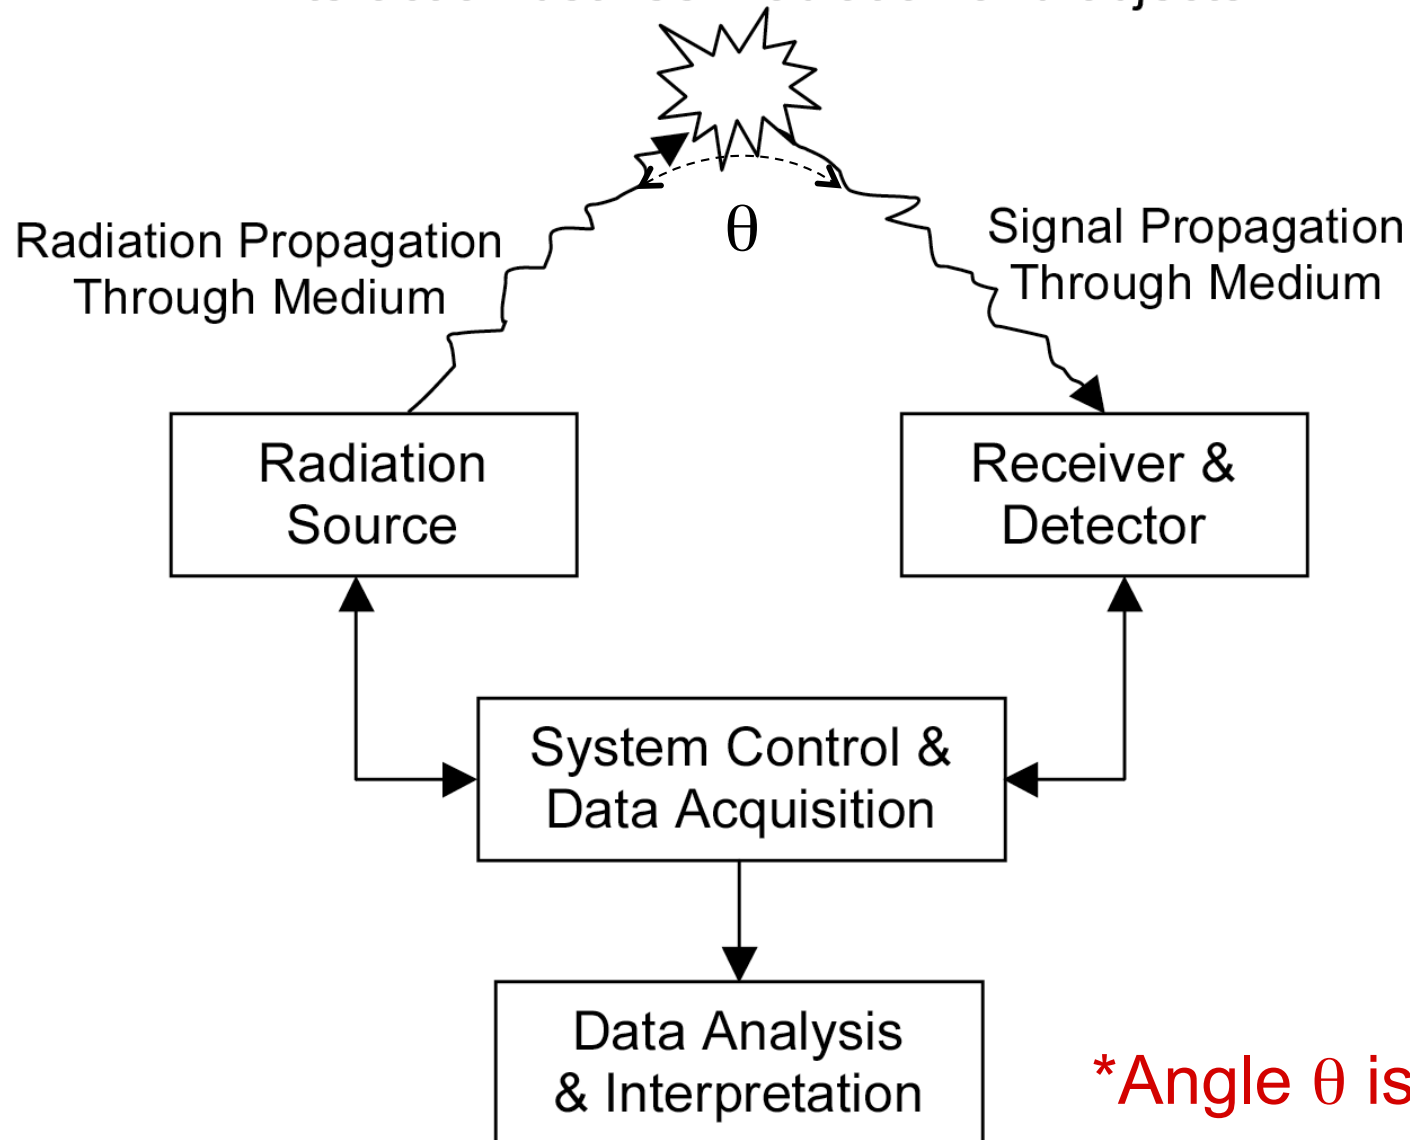 Radiation Propagation
Through Medium
θ
Signal Propagation
Through Medium
Radiation
Source
Receiver &
Detector
System Control &
Data Acquisition
Data Analysis
& Interpretation
*Angle θ is